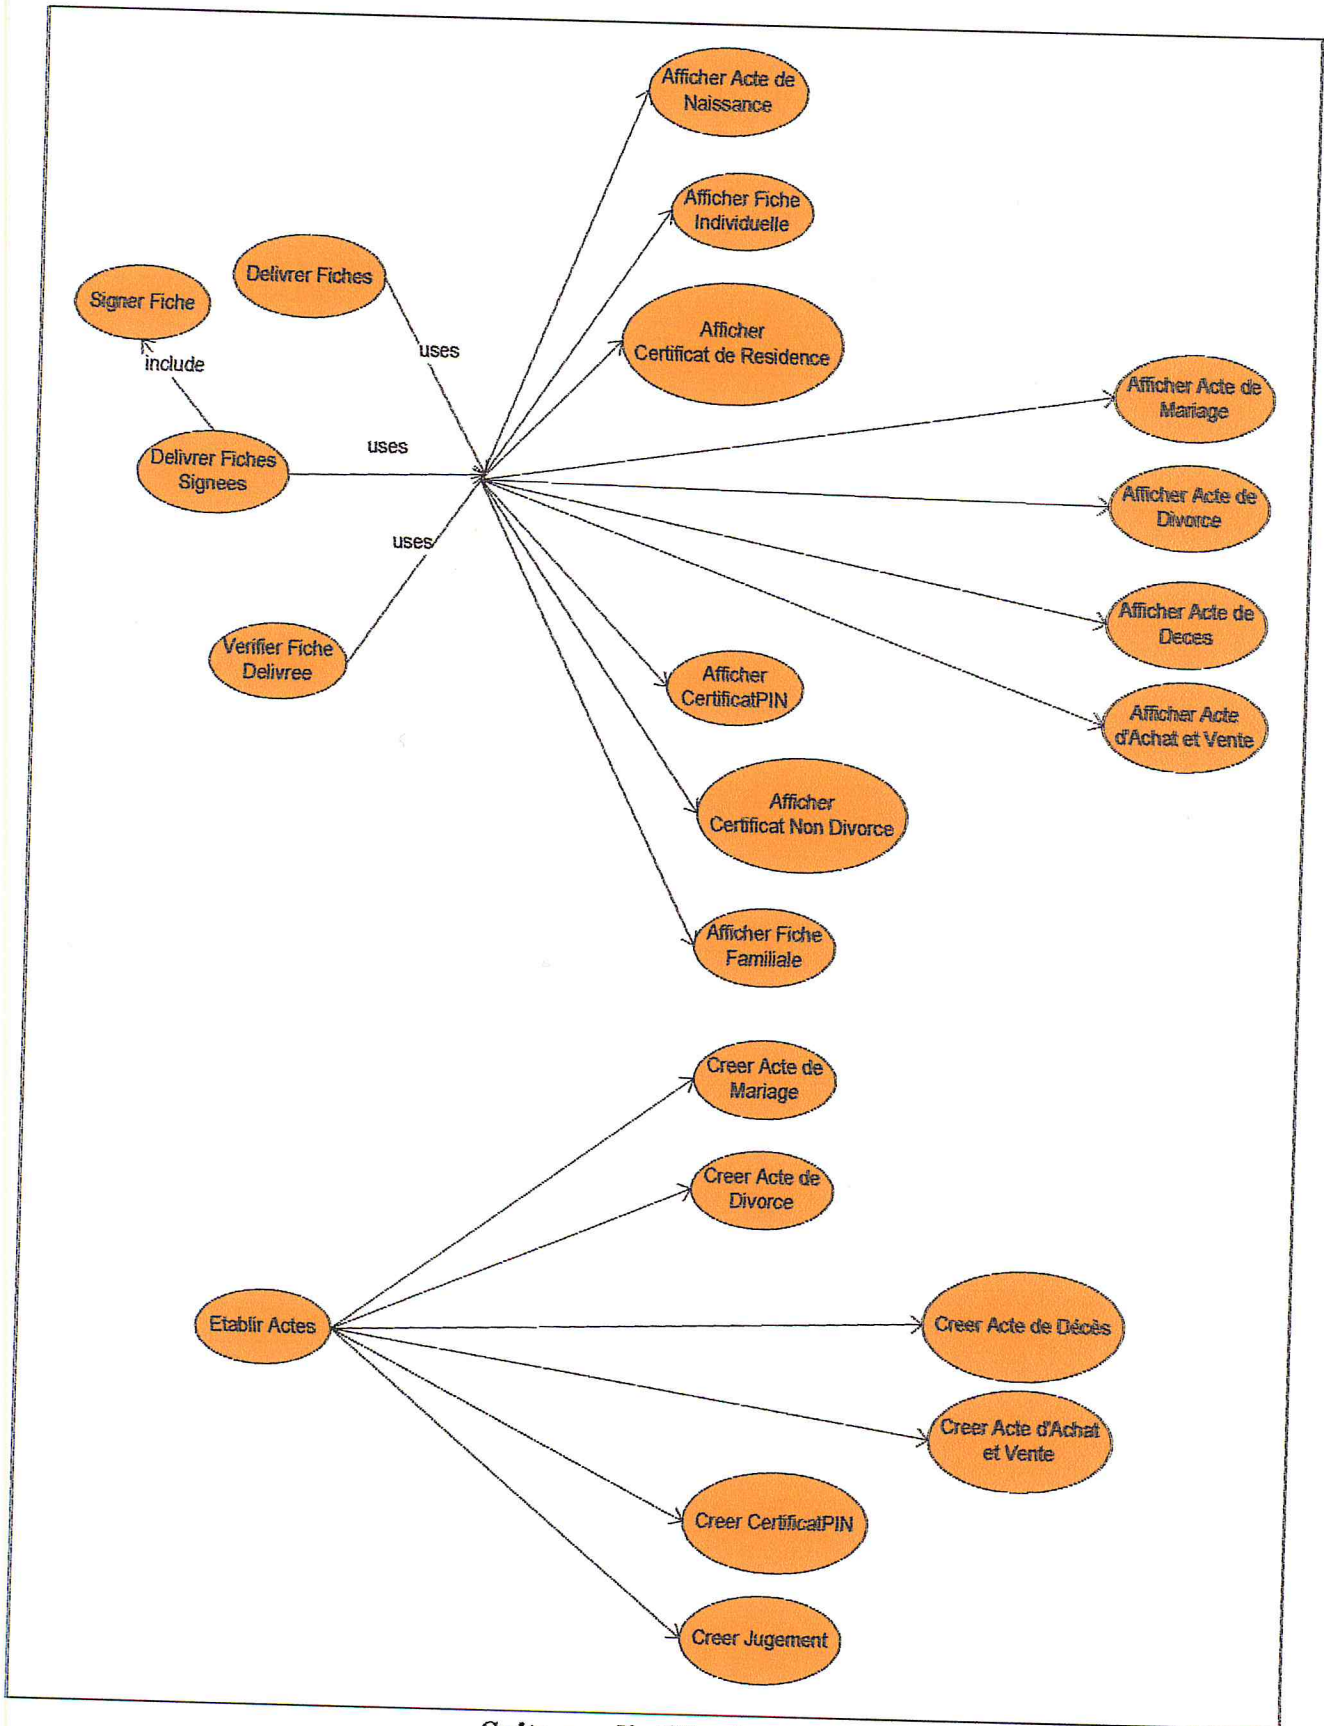 Afficher Acte de
Naissance
Afficher Fiche
Individuelle
Delivrer Fiches
Signer Fiche
Afficher
Certificat de Residence
uses
include
Afficher Acte de
Mariage
uses
Delivrer Fiches
Signees
Afficher Acte de
Divorce
uses
Afficher Acte de
Deces
Verifier Fiche
Delivree
Afficher
CertificatPIN
Afficher Acte
d'Achat et Vente
Afficher
Certificat Non Divorce
Afficher Fiche
Familiale
Creer Acte de
Mariage
Creer Acte de
Divorce
Etablir Actes
Creer Acte de Décès
Creer Acte d'Achat
et Vente
Creer CertificatPIN
Creer Jugement